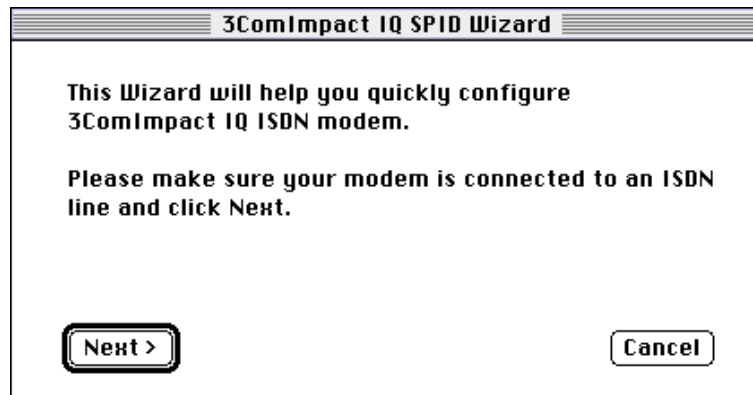 3ComImpact IQ SPID Wizard
This Wizard will help you quickly configure
3ComImpact IQ ISDN modem.
Please make sure your modem is connected to an ISDN
line and click Next.
Next >
Cancel